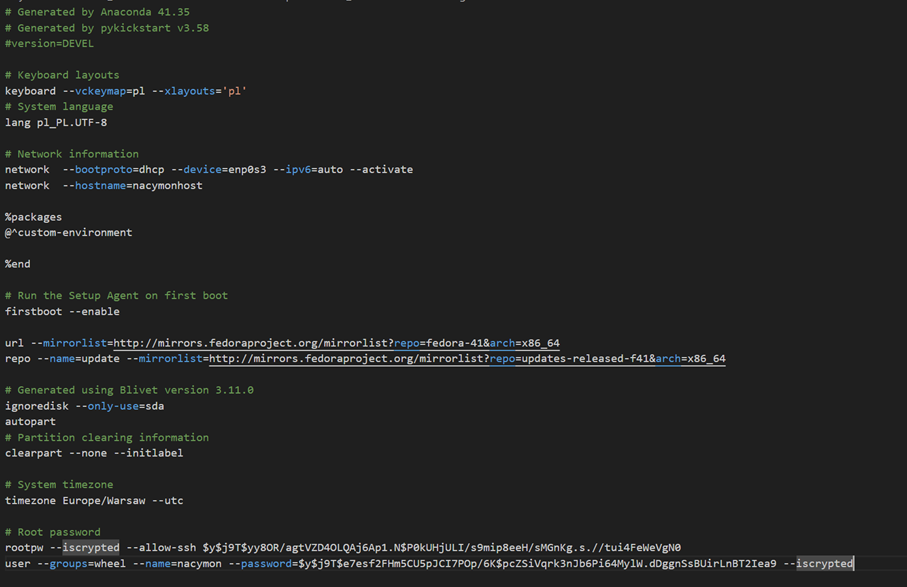 # Generated by Anaconda 41.35
# Generated by pykickstart v3.58
#version=DEVEL
# Keyboard layouts
keyboard --vckeymap=pl --xlayouts='pl'
# System language
lang pl_PL.UTF-8
# Network information
network  --bootproto=dhcp --device=enp0s3 --ipv6=auto --activate
network  --hostname=nacymonhost
%packages
@^custom-environment
%end
# Run the Setup Agent on first boot
firstboot --enable
url --mirrorlist=http://mirrors.fedoraproject.org/mirrorlist?repo=fedora-41&arch=x86_64
repo --name=update --mirrorlist=http://mirrors.fedoraproject.org/mirrorlist?repo=updates-released-f41&arch=x86_64
# Generated using Blivet version 3.11.0
ignoredisk --only-use=sda
autopart
# Partition clearing information
clearpart --none --initlabel
# System timezone
timezone Europe/Warsaw --utc
# Root password
rootpw --iscrypted --allow-ssh $y$j9T$yy8OR/agtVZD4OLQAj6Ap1.N$P0kUHjULI/s9mip8eeH/sMGnKg.s.//tui4FeWeVgN0
user --groups=wheel --name=nacymon --password=$y$j9T$e7esf2FHm5CU5pJCI7POp/6K$pcZSiVqrk3nJb6Pi64MylW.dDggnSsBUirLnBT2Iea9 --iscrypted